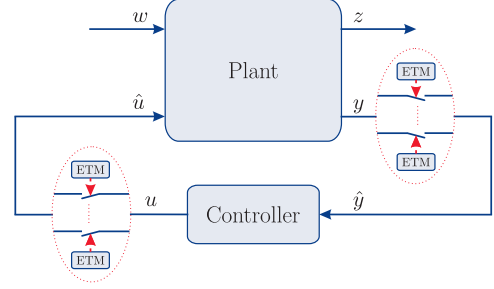 w
z
ETM
Plant
û
y
ETM
ETM
u
Controller
ŷ
ETM